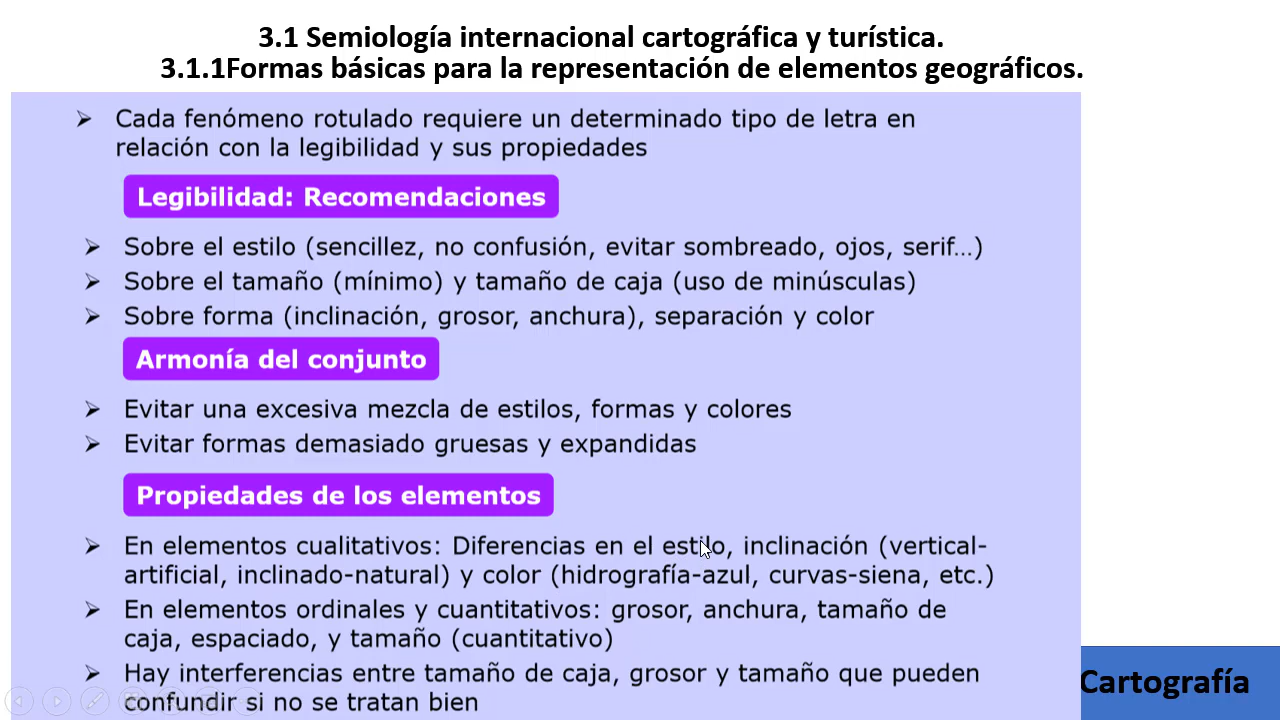 3.1 Semiología internacional cartográfica y turística.
3.1.1Formas básicas para la representación de elementos geográficos.
Cada fenómeno rotulado requiere un determinado tipo de letra en
relación con la legibilidad y sus propiedades
Legibilidad: Recomendaciones
Sobre el estilo (sencillez, no confusión, evitar sombreado, ojos, serif…)
Sobre el tamaño (mínimo) y tamaño de caja (uso de minúsculas)
Sobre forma (inclinación, grosor, anchura), separación y color
Armonía del conjunto
Evitar una excesiva mezcla de estilos, formas y colores
Evitar formas demasiado gruesas y expandidas
Propiedades de los elementos
En elementos cualitativos: Diferencias en el estilo, inclinación (vertical-
artificial, inclinado-natural) y color (hidrografía-azul, curvas-siena, etc.)
En elementos ordinales y cuantitativos: grosor, anchura, tamaño de
caja, espaciado, y tamaño (cuantitativo)
Hay interferencias entre tamaño de caja, grosor y tamaño que pueden
confundir si no se tratan bien
Cartografía